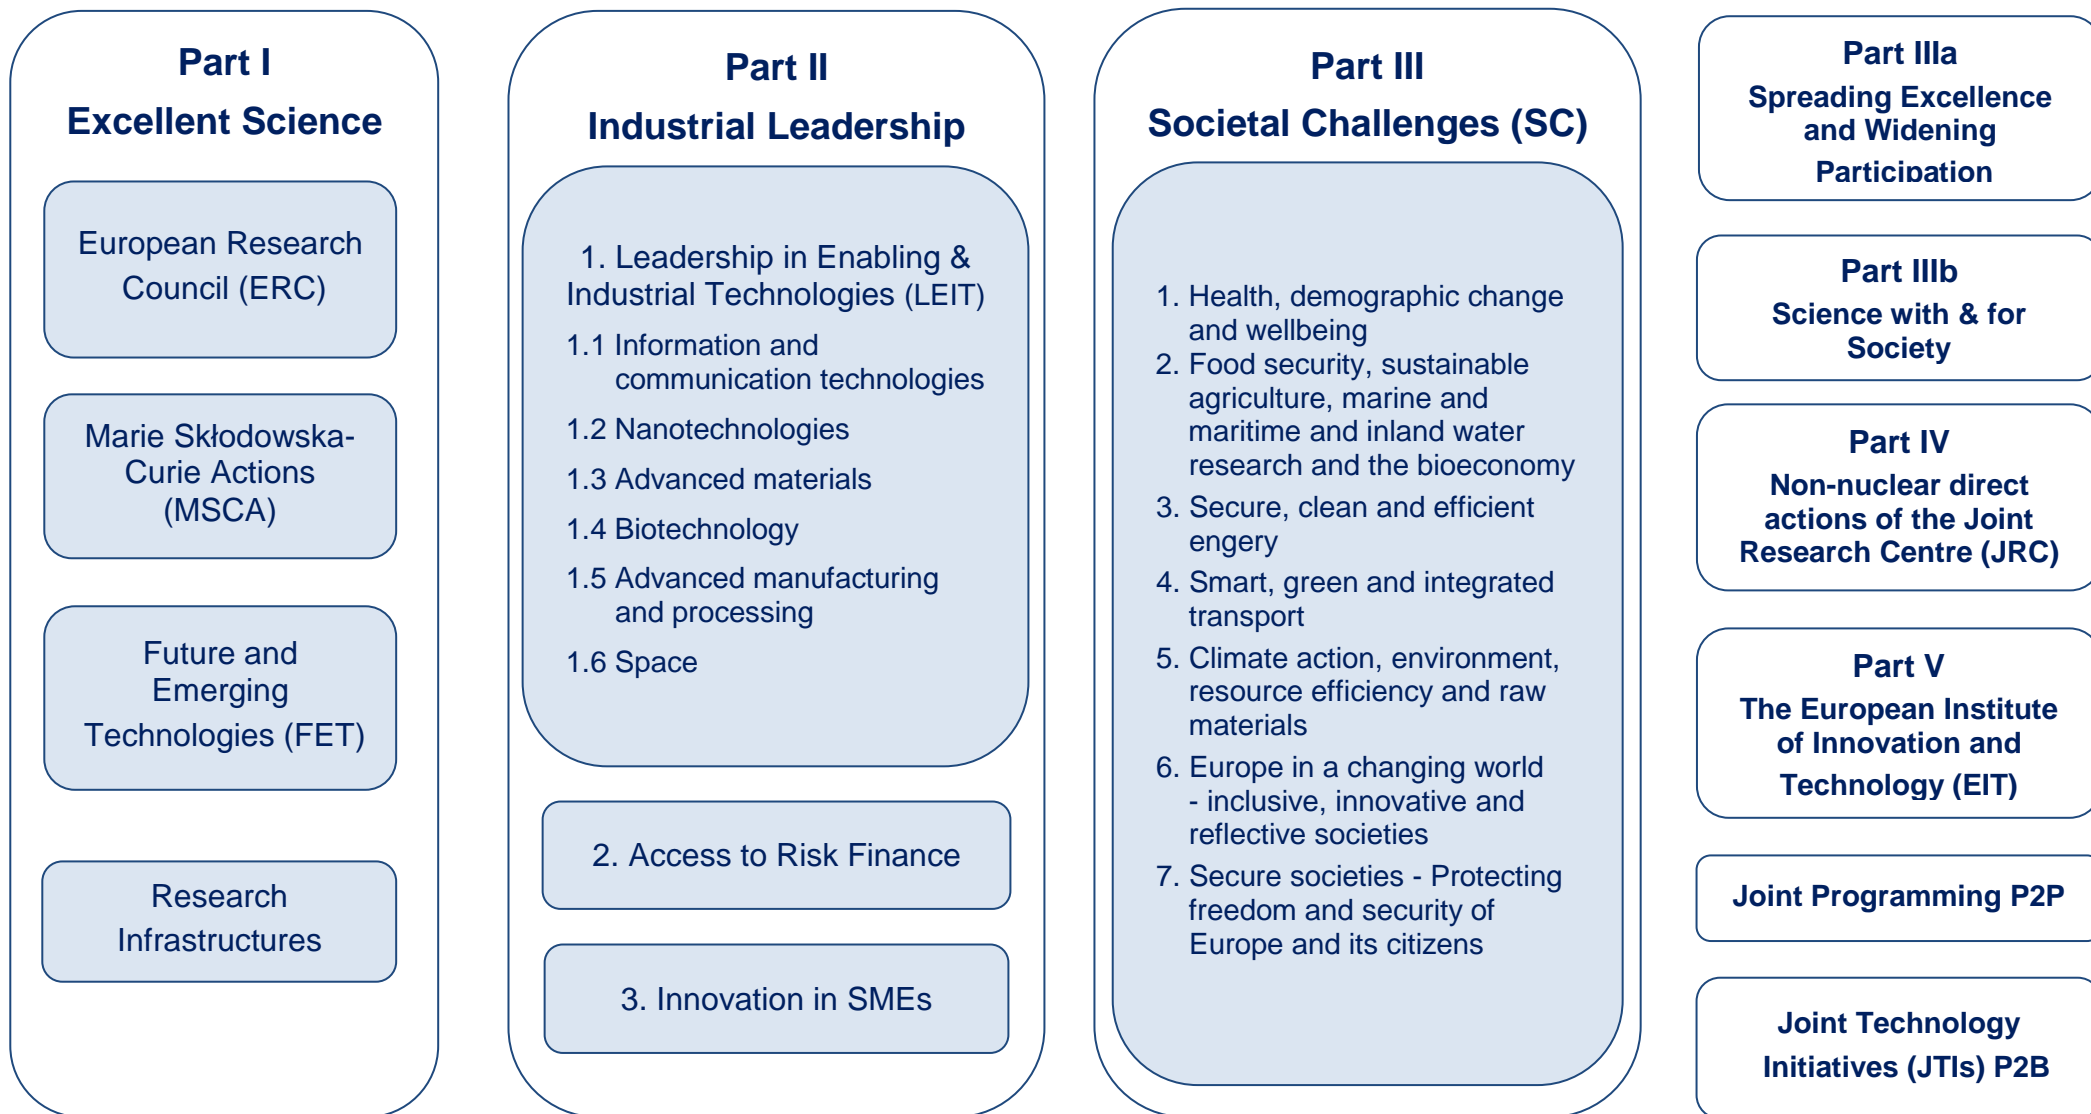 Part I
Excellent Science
European Research
Council (ERC)
Marie Skłodowska-
Curie Actions
(MSCA)
Future and
Emerging
Technologies (FET)
Research
Infrastructures
Part II
Industrial Leadership
1. Leadership in Enabling &
Industrial Technologies (LEIT)
1.1 Information and
communication technologies
1.2 Nanotechnologies
1.3 Advanced materials
1.4 Biotechnology
1.5 Advanced manufacturing
and processing
1.6 Space
2. Access to Risk Finance
3. Innovation in SMEs
Part III
Societal Challenges (SC)
1. Health, demographic change
and wellbeing
2. Food security, sustainable
agriculture, marine and
maritime and inland water
research and the bioeconomy
3. Secure, clean and efficient
engery
4. Smart, green and integrated
transport
5. Climate action, environment,
resource efficiency and raw
materials
6. Europe in a changing world
- inclusive, innovative and
reflective societies
7. Secure societies - Protecting
freedom and security of
Europe and its citizens
Part IIIa
Spreading Excellence
and Widening
Participation
Part IIIb
Science with & for
Society
Part IV
Non-nuclear direct
actions of the Joint
Research Centre (JRC)
Part V
The European Institute
of Innovation and
Technology (EIT)
Joint Programming P2P
Joint Technology
Initiatives (JTIs) P2B